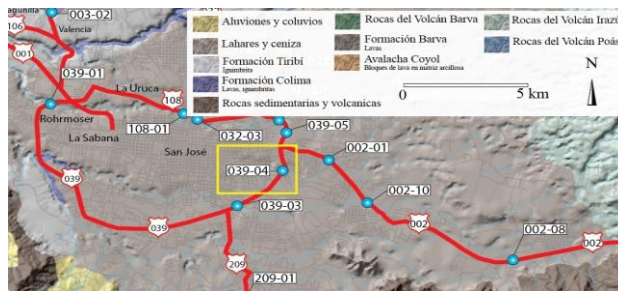 003-02
Valencia
106
001
039-01
La Uruca
108
Rohrmoser
108-01
La Sabana
032-03
039-05
San José
039-04
002-01
039
002-10
039-03
039
002
002-08
002
209
209-01
Aluviones y coluvios
Lahares y ceniza
Formación Tiribí
Ignimbrita
Formación Colima
Lavas, ignimbritas
Rocas sedimentarias y volcanicas
Rocas del Volcán Barva
Formación Barva
Lavas
Avalacha Coyol
Bloques de lava en matriz arcillosa
Rocas del Volcán Irazú
Rocas del Volcán Poás
N
0
5 km